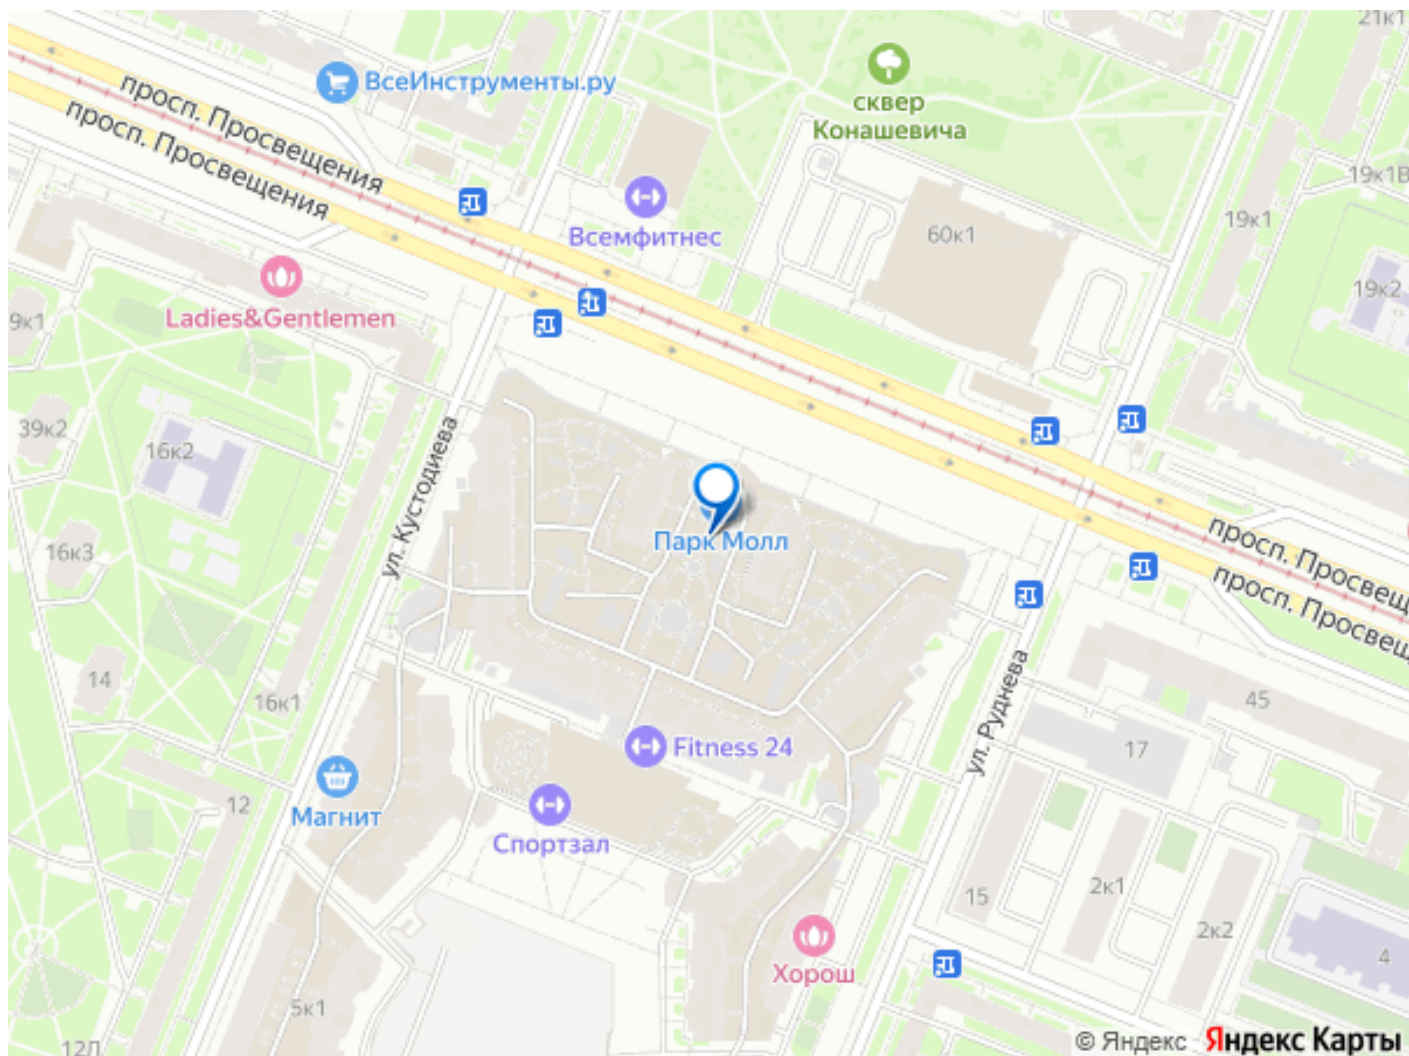 21к1
ВсеИнструменты.ру
сквер
Конашевича
просп. Просвещения
просп. Просвещения
19к1В
19к1
60к1
Всемфитнес
19к2
Ladies&Gentlemen
9к1
39к2
16к2
ул. Кустодиева
Парк Молл
просп. Просвещ
просп. Просвещ
16к3
14
16к1
ул. Руднева
45
17
Fitness 24
Магнит
12
Спортзал
15
2к1
2к2
4
Хорош
5к1
12Л
© Яндекс Яндекс Карты